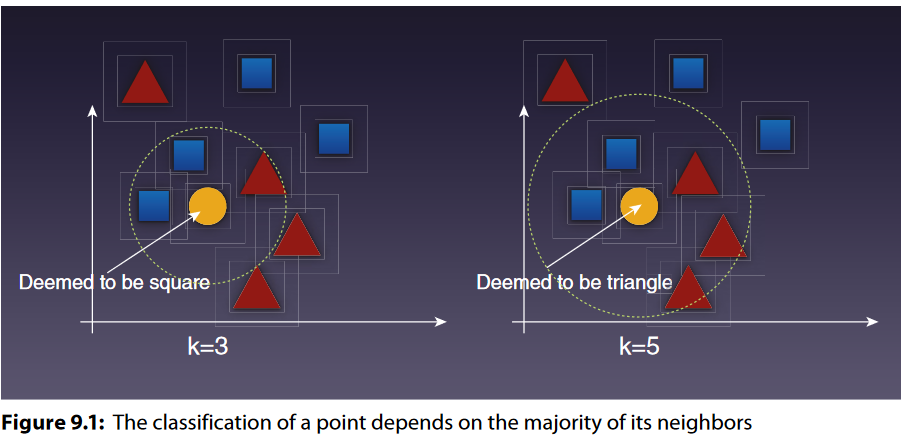 Deemed to be square
k=3
Deemed to be triangle
k=5
Figure 9.1: The classification of a point depends on the majority of its neighbors